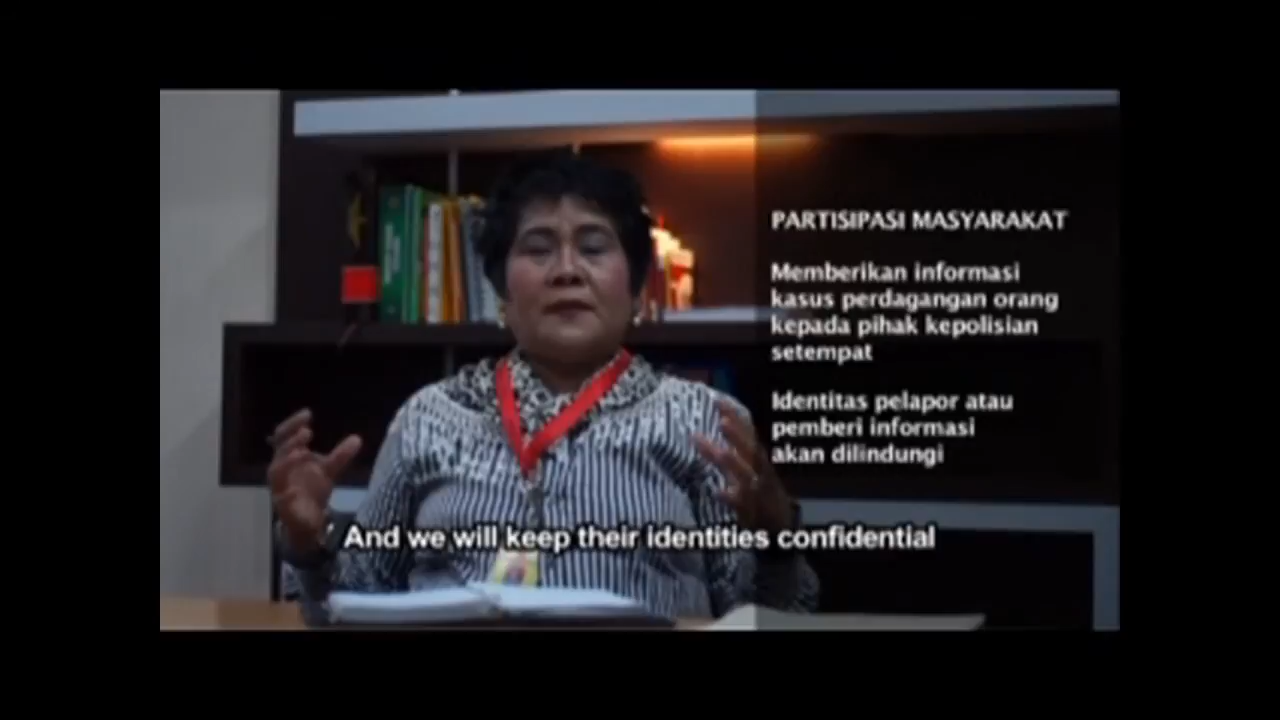 PARTISIPASI MASYARAKAT
Memberikan informasi
kasus perdagangan orang
kepada pihak kepolisian
setempat
Identitas pelapor atau
pemberi informasi
akan dilindungi
And we will keep their identities confidential